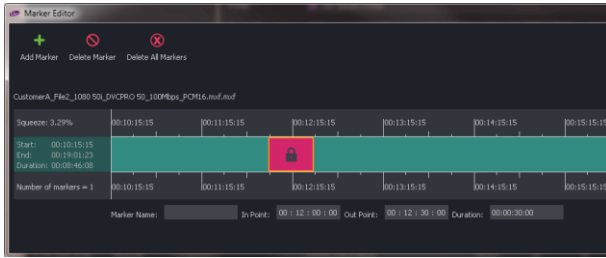 Marker Editor
Add Marker Delete Marker Delete All Markers
CustomerA_File2_1080 50i_DVCPRO 50_100Mbps_PCM16.mxf.mxf
Squeeze: 3.29% 00:10:15:15 00:11:15:15 00:12:15:15 00:13:15:15 00:14:15:15 00:15:15:15
Start: 00:10:15:15
End: 00:19:01:23
Duration: 00:08:46:08
Number of markers = 1 00:10:15:15 00:11:15:15 00:12:15:15 00:13:15:15 00:14:15:15 00:15:15:15
Marker Name: In Point: 00 : 12 : 00 : 00 Out Point: 00 : 12 : 30 : 00 Duration: 00:00:30:00